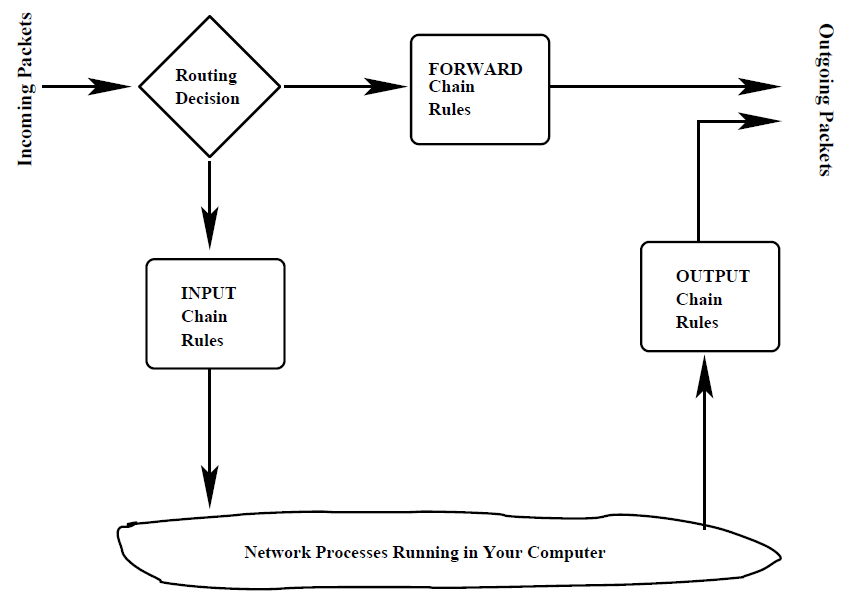 Incoming Packets
Routing
Decision
FORWARD
Chain
Rules
Outgoing Packets
INPUT
Chain
Rules
OUTPUT
Chain
Rules
Network Processes Running in Your Computer